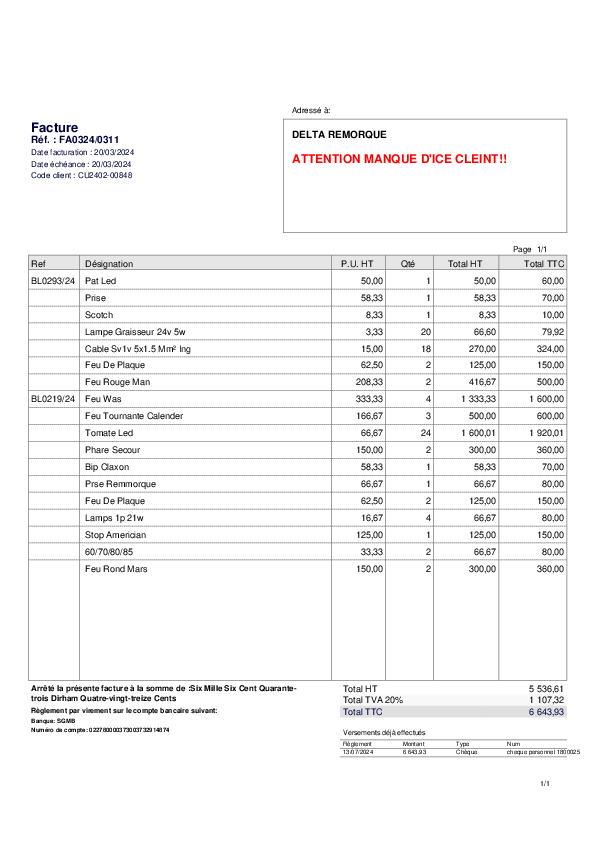 Adressé à:
Facture
Réf. : FA0324/0311
Date facturation : 20/03/2024
Date échéance : 20/03/2024
Code client : CU2402-00848
DELTA REMORQUE
ATTENTION MANQUE D'ICE CLEINT!!
Page 1/1
Ref Désignation P.U. HT Qté Total HT Total TTC
BL0293/24 Pat Led 50,00 1 50,00 60,00
Prise 58,33 1 58,33 70,00
Scotch 8,33 1 8,33 10,00
Lampe Graisseur 24v 5w 3,33 20 66,60 79,92
Cable Sv1v 5x1.5 Mm² Ing 15,00 18 270,00 324,00
Feu De Plaque 62,50 2 125,00 150,00
Feu Rouge Man 208,33 2 416,67 500,00
BL0219/24 Feu Was 333,33 4 1 333,33 1 600,00
Feu Tournante Calender 166,67 3 500,00 600,00
Tomate Led 66,67 24 1 600,01 1 920,01
Phare Secour 150,00 2 300,00 360,00
Bip Claxon 58,33 1 58,33 70,00
Prse Remmorque 66,67 1 66,67 80,00
Feu De Plaque 62,50 2 125,00 150,00
Lamps 1p 21w 16,67 4 66,67 80,00
Stop Americian 125,00 1 125,00 150,00
60/70/80/85 33,33 2 66,67 80,00
Feu Rond Mars 150,00 2 300,00 360,00
Arrêté la présente facture à la somme de :Six Mille Six Cent Quarante-
trois Dirham Quatre-vingt-treize Cents
Règlement par virement sur le compte bancaire suivant:
Banque: SGMB
Numéro de compte: 022780000373003732914874
Total HT 5 536,61
Total TVA 20% 1 107,32
Total TTC 6 643,93
Versements déjà effectués
Règlement Montant Type Num
13/07/2024 6 643,93 Chèque cheque personnel 1800025
1/1